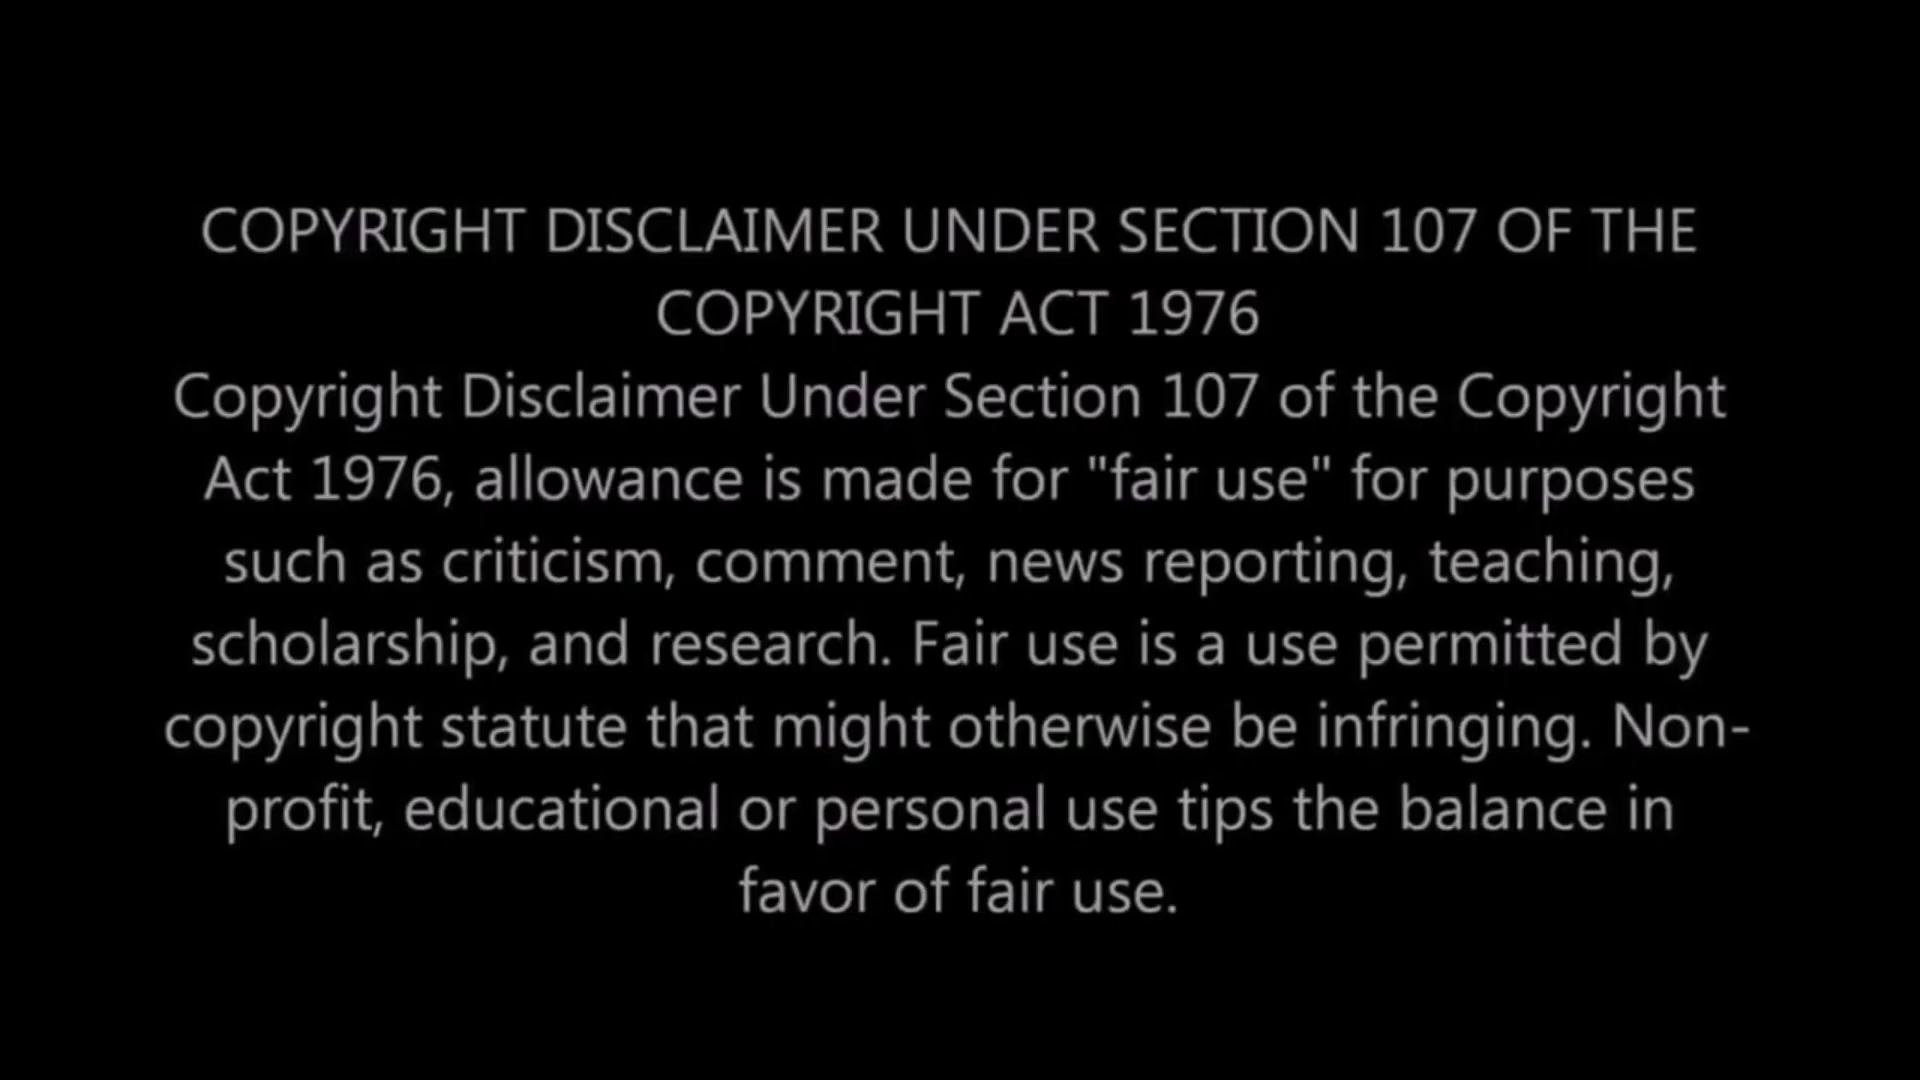 COPYRIGHT DISCLAIMER UNDER SECTION 107 OF THE
COPYRIGHT ACT 1976
Copyright Disclaimer Under Section 107 of the Copyright
Act 1976, allowance is made for "fair use" for purposes
such as criticism, comment, news reporting, teaching,
scholarship, and research. Fair use is a use permitted by
copyright statute that might otherwise be infringing. Non-
profit, educational or personal use tips the balance in
favor of fair use.